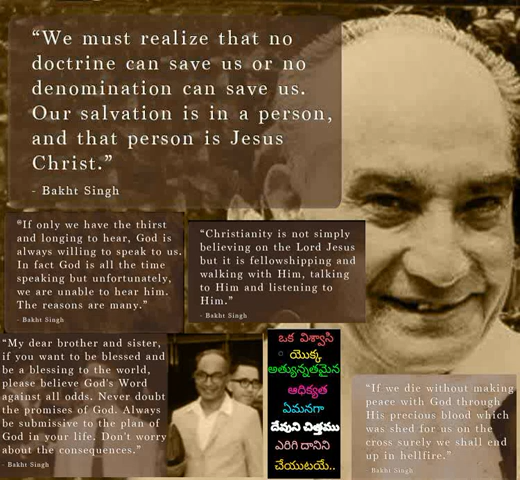 “We must realize that no
doctrine can save us or no
denomination can save us.
Our salvation is in a person,
and that person is Jesus
Christ.”
- Bakht Singh
“If only we have the thirst
and longing to hear, God is
always willing to speak to us.
In fact God is all the time
speaking but unfortunately,
we are unable to hear him.
The reasons are many.”
- Bakht Singh
“Christianity is not simply
believing on the Lord Jesus
but it is fellowshipping and
walking with Him, talking
to Him and listening to
Him.”
- Bakht Singh
“My dear brother and sister,
if you want to be blessed and
be a blessing to the world,
please believe God's Word
against all odds. Never doubt
the promises of God. Always
be submissive to the plan of
God in your life. Don't worry
about the consequences.”
- Bakht Singh
ఒక విశ్వాసి
యొక్క
అత్యున్నతమైన
ఆధిక్యత
ఏమనగా
దేవుని చిత్తము
ఎరిగి దానిని
చేయుటయే..
“If we die without making
peace with God through
His precious blood which
was shed for us on the
cross surely we shall end
up in hellfire.”
- Bakht Singh